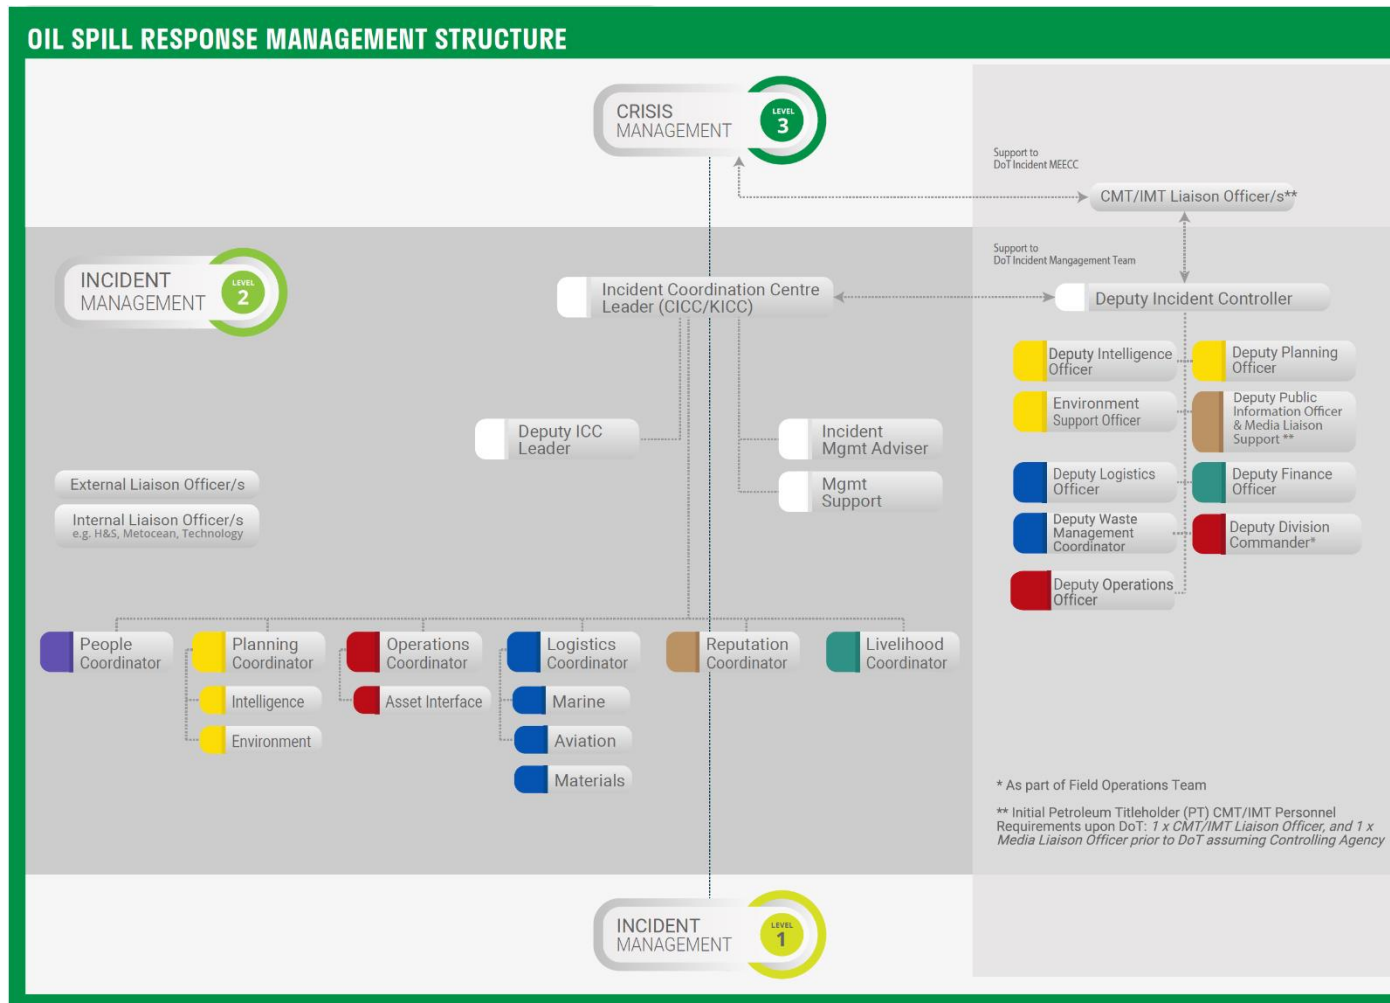 OIL SPILL RESPONSE MANAGEMENT STRUCTURE
CRISIS
MANAGEMENT
LEVEL
3
Support to
DoT Incident MEECC
CMT/IMT Liaison Officer/s**
INCIDENT
MANAGEMENT
LEVEL
2
Support to
DoT Incident Mangagement Team
Incident Coordination Centre
Leader (CICC/KICC)
Deputy Incident Controller
Deputy Intelligence
Officer
Deputy Planning
Officer
Environment
Support Officer
Deputy Public
Information Officer
& Media Liaison
Support **
Deputy ICC
Leader
Incident
Mgmt Adviser
Mgmt
Support
External Liaison Officer/s
Internal Liaison Officer/s
e.g. H&S, Metocean, Technology
Deputy Logistics
Officer
Deputy Finance
Officer
Deputy Waste
Management
Coordinator
Deputy Division
Commander*
Deputy Operations
Officer
People
Coordinator
Planning
Coordinator
Operations
Coordinator
Logistics
Coordinator
Reputation
Coordinator
Livelihood
Coordinator
Intelligence
Asset Interface
Marine
Environment
Aviation
Materials
* As part of Field Operations Team
** Initial Petroleum Titleholder (PT) CMT/IMT Personnel
Requirements upon DoT: 1 x CMT/IMT Liaison Officer, and 1 x
Media Liaison Officer prior to DoT assuming Controlling Agency
INCIDENT
MANAGEMENT
LEVEL
1